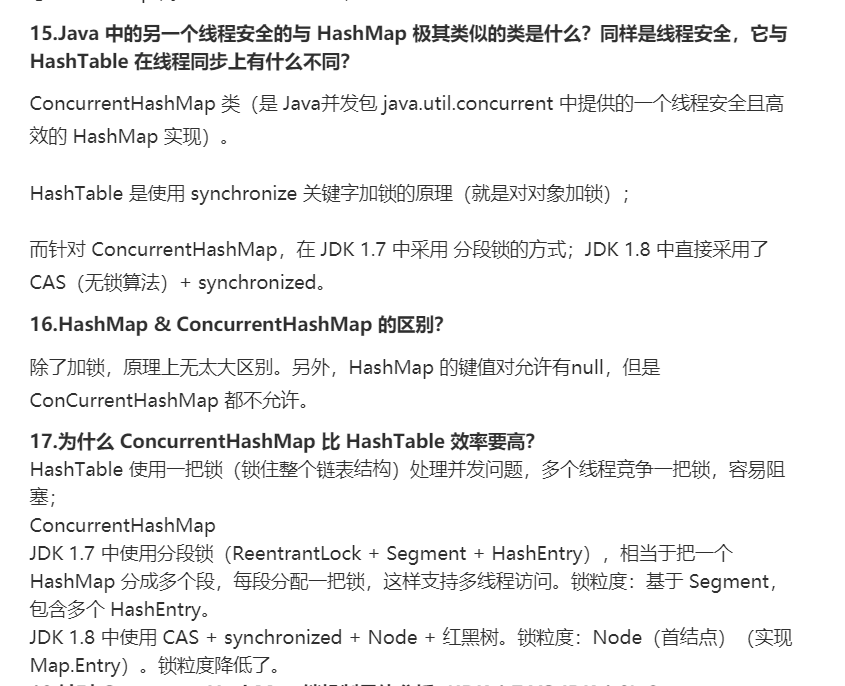 15.Java 中的另一个线程安全的与 HashMap 极其类似的类是什么？同样是线程安全，它与
HashTable 在线程同步上有什么不同？
ConcurrentHashMap 类（是 Java并发包 java.util.concurrent 中提供的一个线程安全且高
效的 HashMap 实现）。
HashTable 是使用 synchronize 关键字加锁的原理（就是对对象加锁）；
而针对 ConcurrentHashMap，在 JDK 1.7 中采用 分段锁的方式；JDK 1.8 中直接采用了
CAS（无锁算法）+ synchronized。
16.HashMap & ConcurrentHashMap 的区别？
除了加锁，原理上无太大区别。另外，HashMap 的键值对允许有null，但是
ConCurrentHashMap 都不允许。
17.为什么 ConcurrentHashMap 比 HashTable 效率要高？
HashTable 使用一把锁（锁住整个链表结构）处理并发问题，多个线程竞争一把锁，容易阻
塞；
ConcurrentHashMap
JDK 1.7 中使用分段锁（ReentrantLock + Segment + HashEntry），相当于把一个
HashMap 分成多个段，每段分配一把锁，这样支持多线程访问。锁粒度：基于 Segment，
包含多个 HashEntry。
JDK 1.8 中使用 CAS + synchronized + Node + 红黑树。锁粒度：Node（首结点）（实现
Map.Entry）。锁粒度降低了。